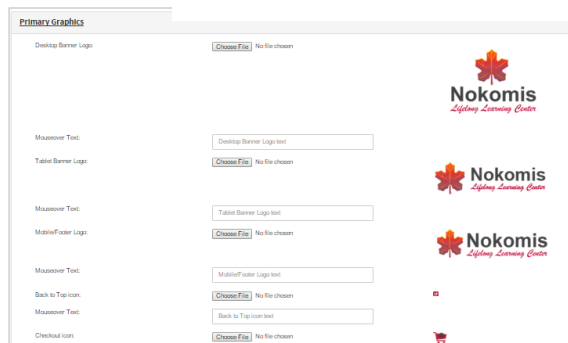 Primary Graphics
Desktop Banner Logo: Choose File No file chosen
Nokomis
Lifelong Learning Center
Mouseover Text: Desktop Banner Logo text
Tablet Banner Logo: Choose File No file chosen
Nokomis
Lifelong Learning Center
Mouseover Text: Tablet Banner Logo text
Mobile/Footer Logo: Choose File No file chosen
Nokomis
Lifelong Learning Center
Mouseover Text: Mobile/Footer Logo text
Back to Top icon: Choose File No file chosen
Mouseover Text: Back to Top icon text
Checkout icon: Choose File No file chosen